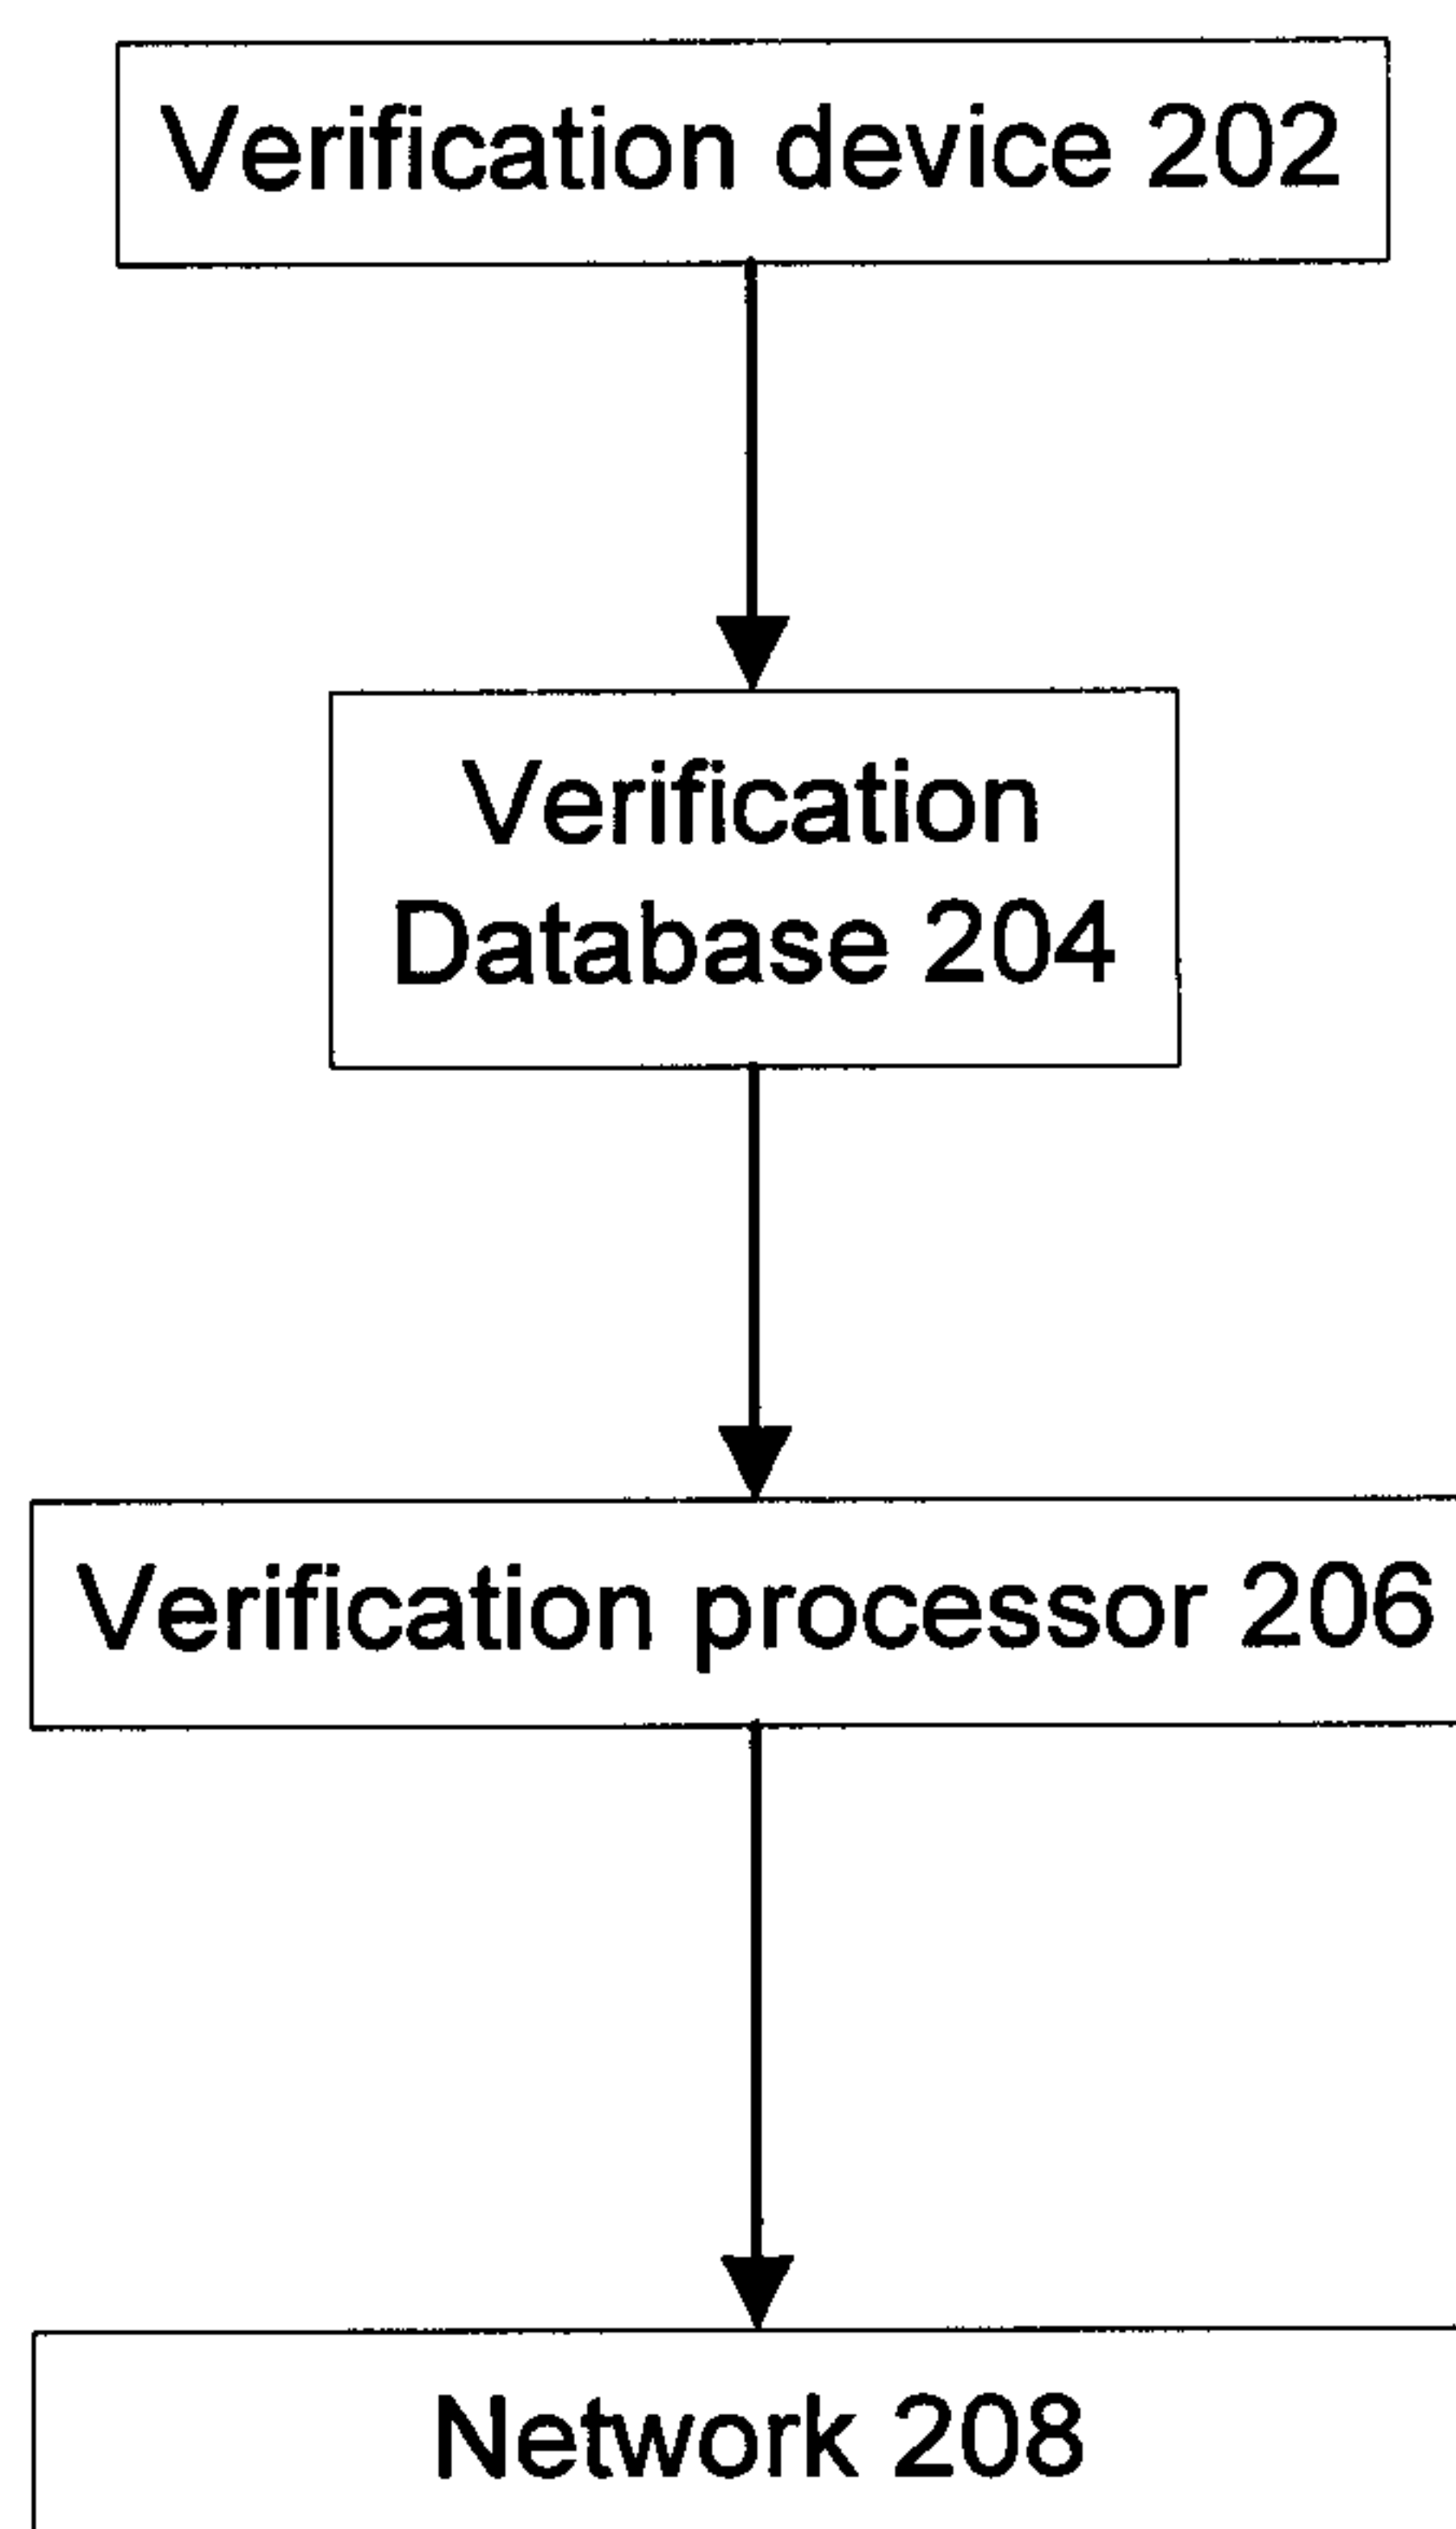 Verification device 202
Verification
Database 204
Verification processor 206
Network 208